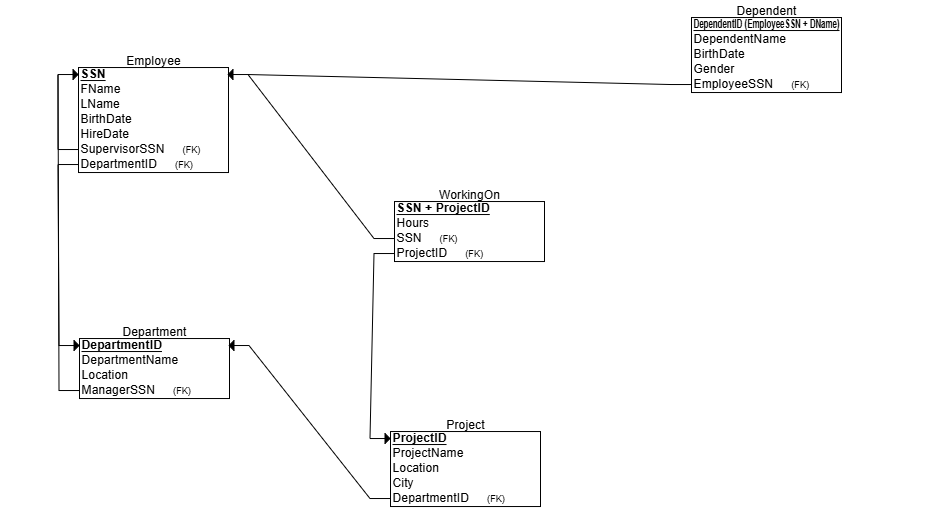 Dependent
DependentID (EmployeeSSN + DName)
DependentName
BirthDate
Gender
EmployeeSSN (FK)
Employee
SSN
FName
LName
BirthDate
HireDate
SupervisorSSN (FK)
DepartmentID (FK)
WorkingOn
SSN + ProjectID
Hours
SSN (FK)
ProjectID (FK)
Department
DepartmentID
DepartmentName
Location
ManagerSSN (FK)
Project
ProjectID
ProjectName
Location
City
DepartmentID (FK)